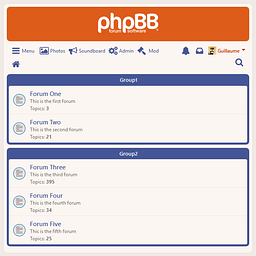 phpBB
forum software
Menu Photos Soundboard Admin Mod Guillaume
Group1
Forum One
This is the first forum
Topics: 3
Forum Two
This is the second forum
Topics: 21
Group2
Forum Three
This is the third forum
Topics: 395
Forum Four
This is the fourth forum
Topics: 34
Forum Five
This is the fifth forum
Topics: 25